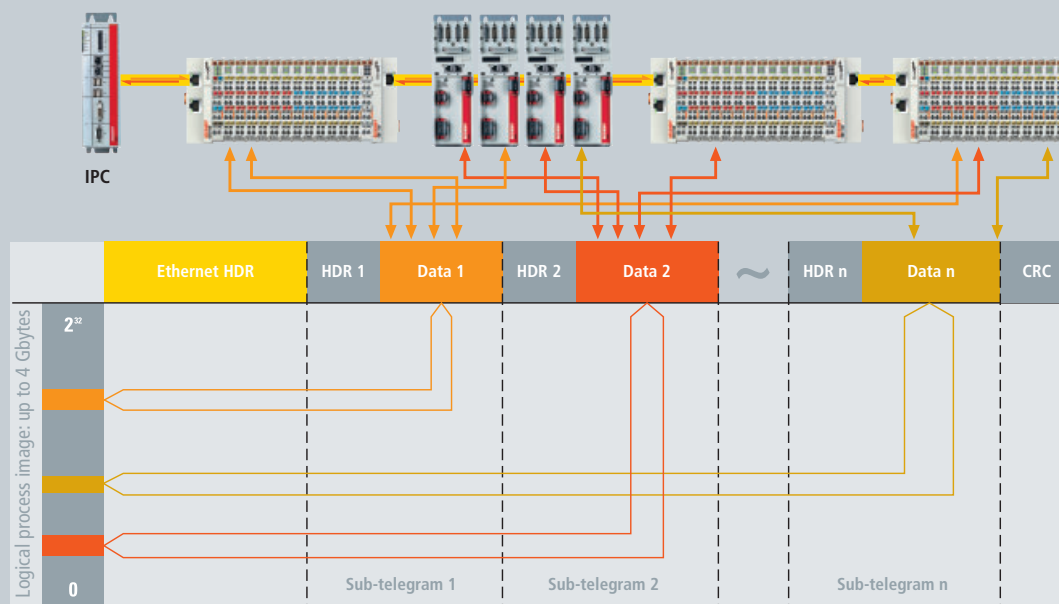 IPC
Ethernet HDR
HDR 1
Data 1
HDR 2
Data 2
~
HDR n
Data n
CRC
Logical process image: up to 4 Gbytes
2³²
0
Sub-telegram 1
Sub-telegram 2
Sub-telegram n